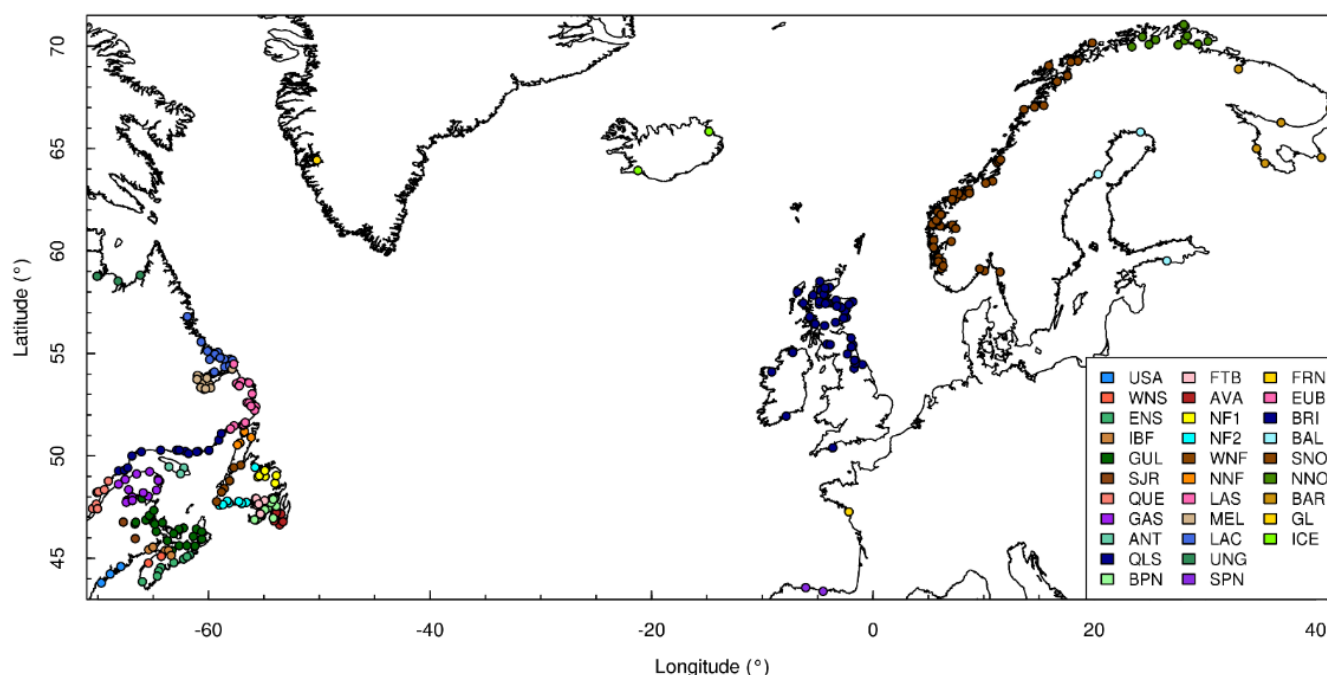 70
65
60
55
50
45
Latitude (°)
-60
-40
-20
0
20
40
Longitude (°)
USA FTB FRN
WNS AVA EUB
ENS NF1 BRI
IBF NF2 BAL
GUL WNF SNO
SJR NNF NNO
QUE LAS BAR
GAS MEL GL
ANT LAC ICE
QLS UNG
BPN SPN